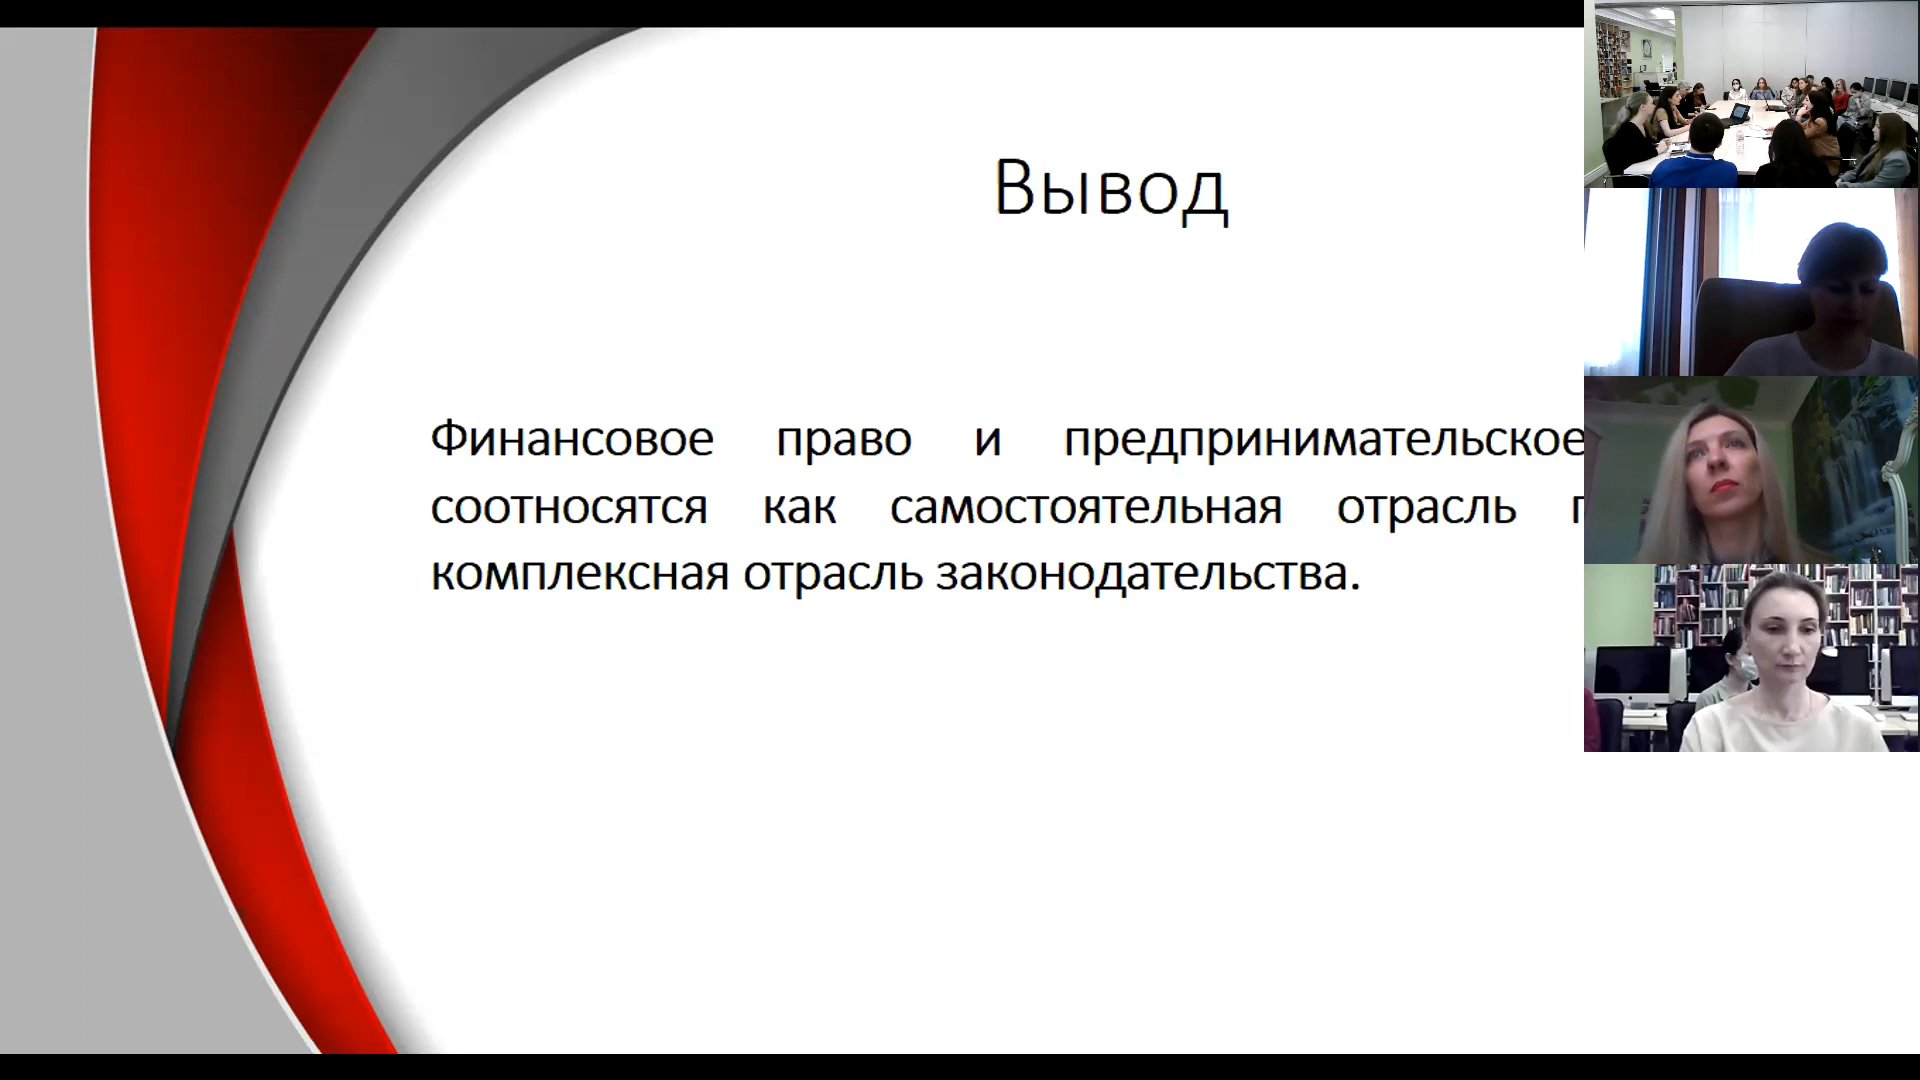 Вывод
Финансовое право и предпринимательское
соотносятся как самостоятельная отрасль
комплексная отрасль законодательства.